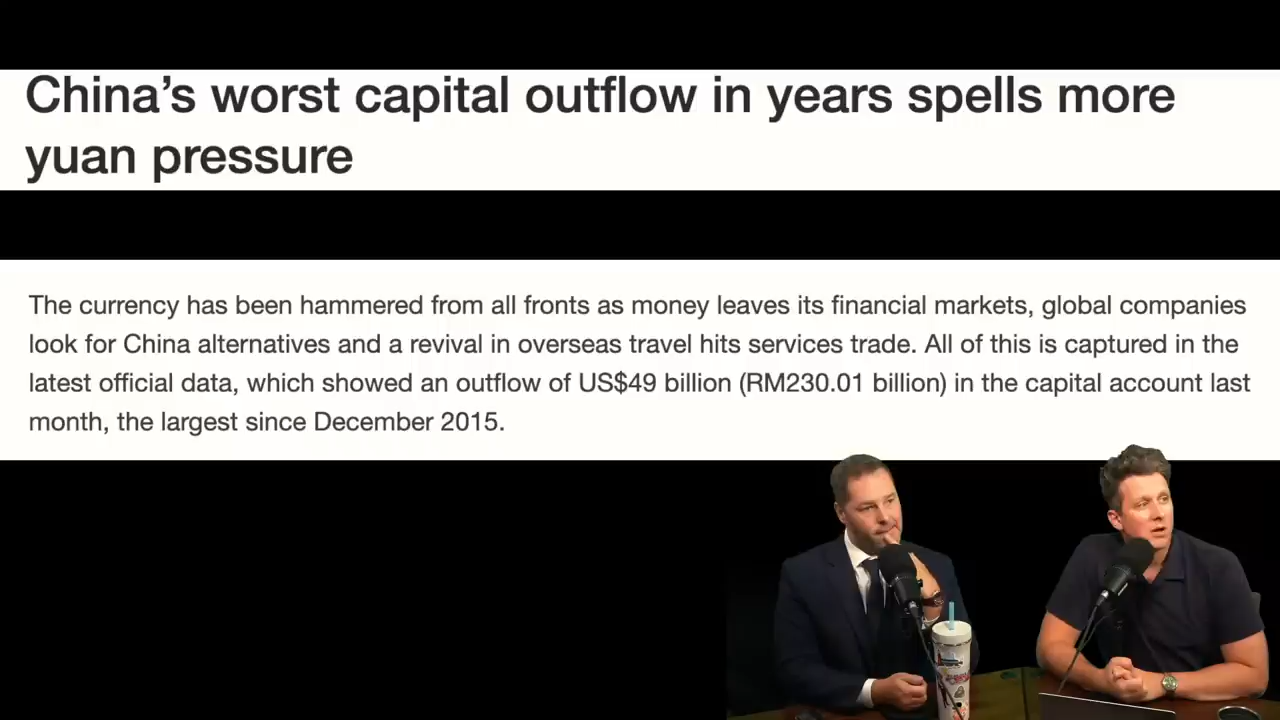 China’s worst capital outflow in years spells more
yuan pressure
The currency has been hammered from all fronts as money leaves its financial markets, global companies
look for China alternatives and a revival in overseas travel hits services trade. All of this is captured in the
latest official data, which showed an outflow of US$49 billion (RM230.01 billion) in the capital account last
month, the largest since December 2015.